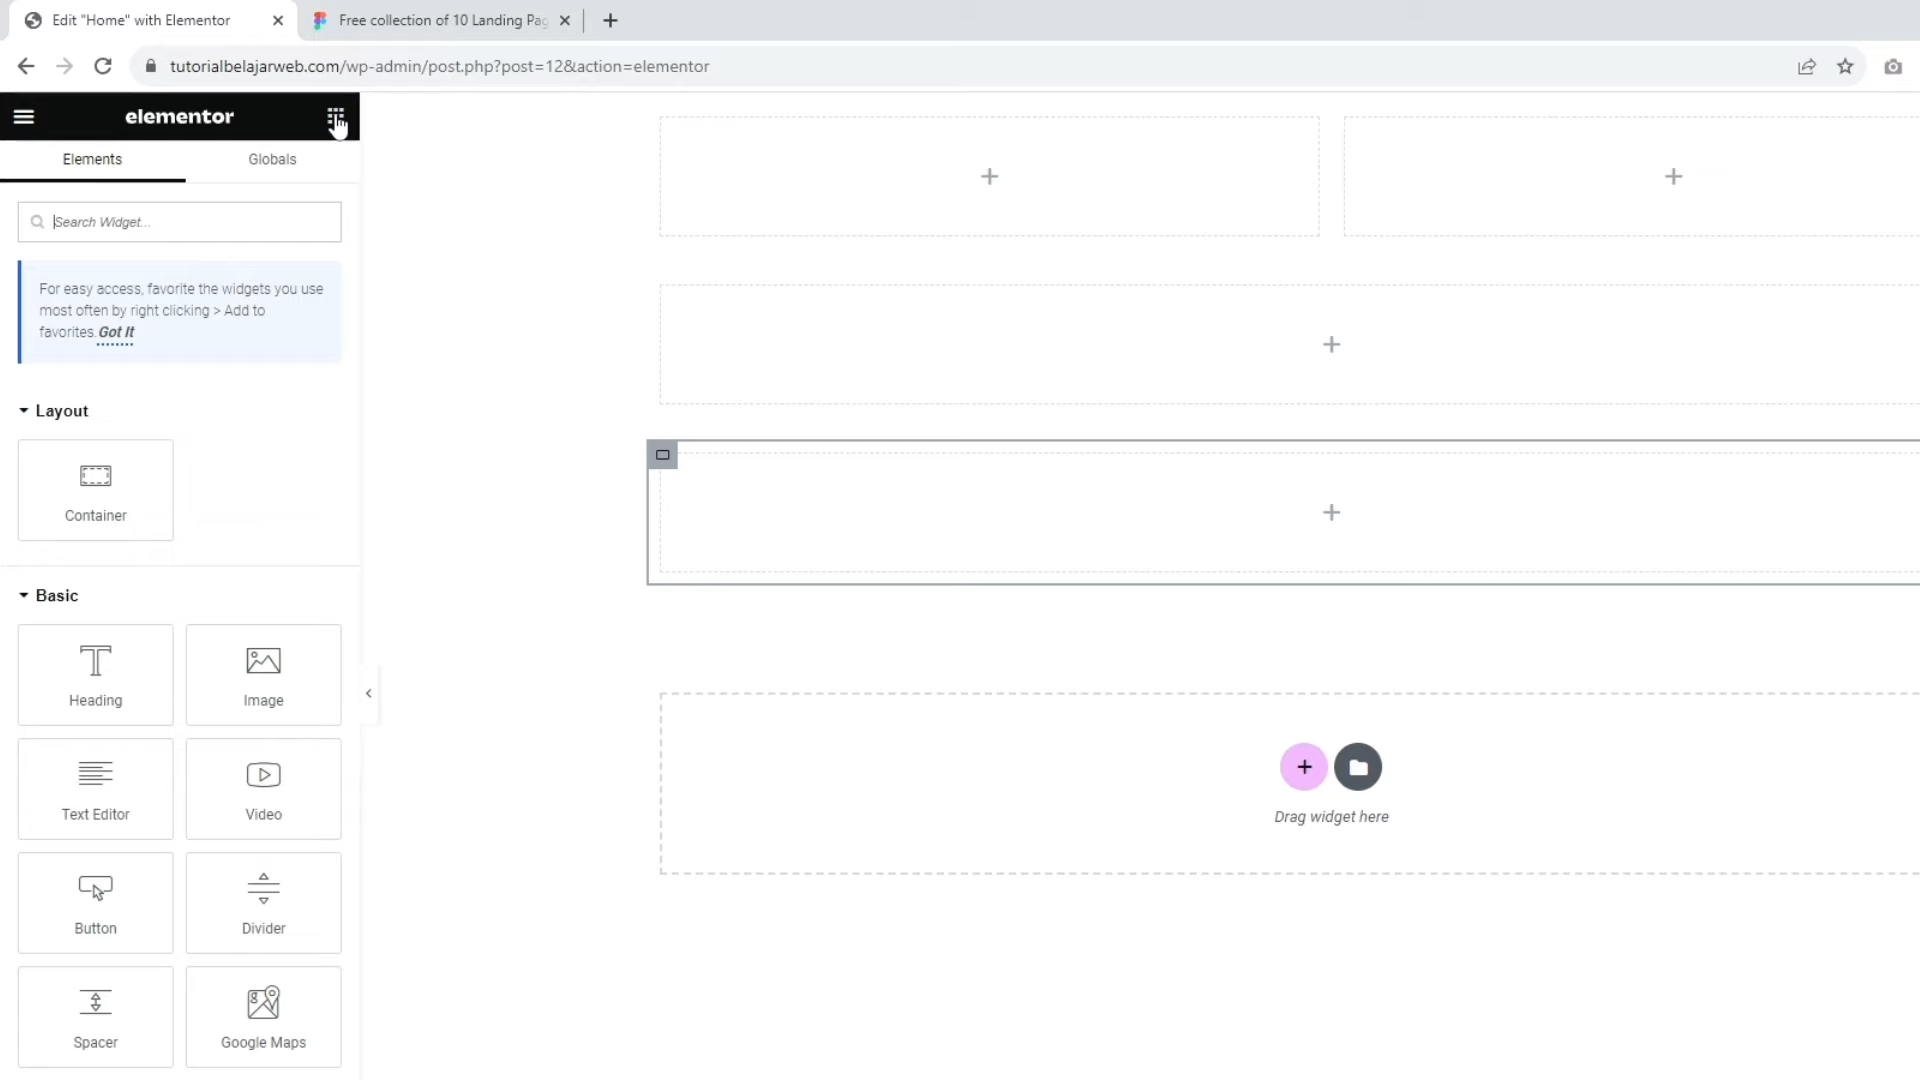 Edit "Home" with Elementor
Free collection of 10 Landing Pag
tutorialbelajarweb.com/wp-admin/post.php?post=12&action=elementor
elementor
Elements
Globals
Search Widget...
For easy access, favorite the widgets you use
most often by right clicking > Add to
favorites. Got It
Layout
Container
Basic
Heading
Image
Text Editor
Video
Button
Divider
Spacer
Google Maps
Drag widget here